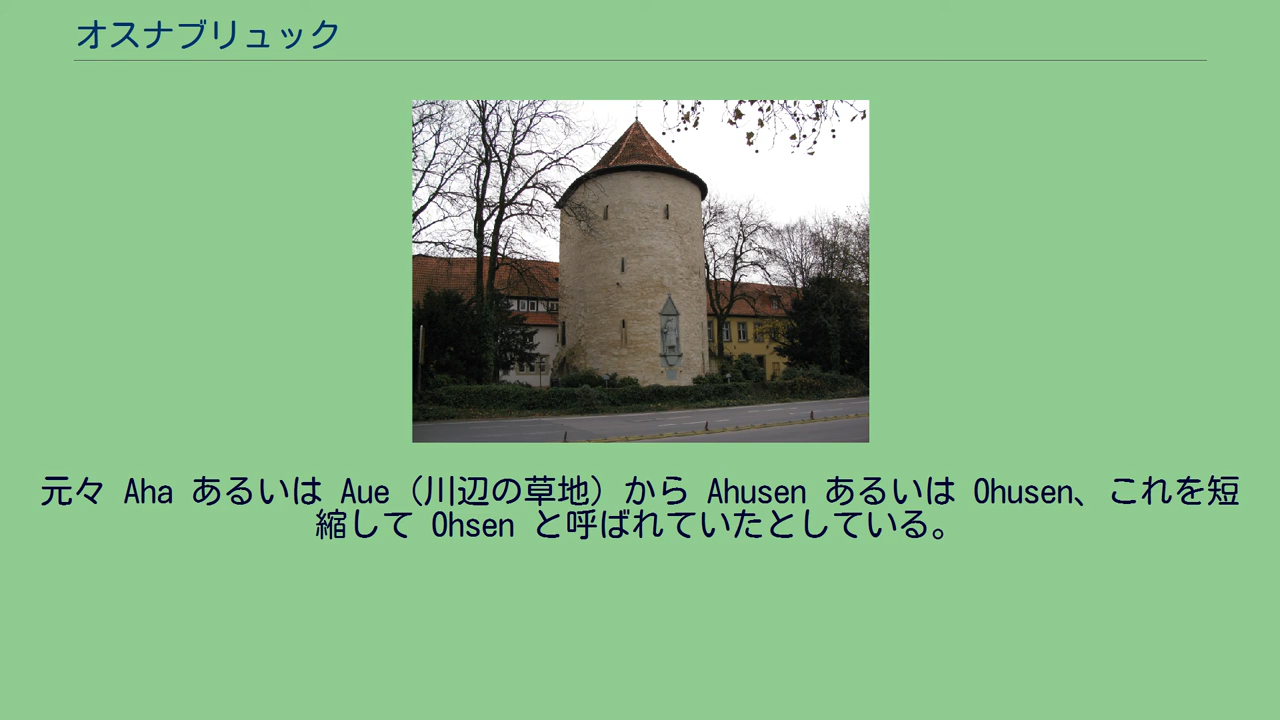 オスナブリュック
元々 Aha あるいは Aue（川辺の草地）から Ahusen あるいは Ohusen、これを短
縮して Ohsen と呼ばれていたとしている。